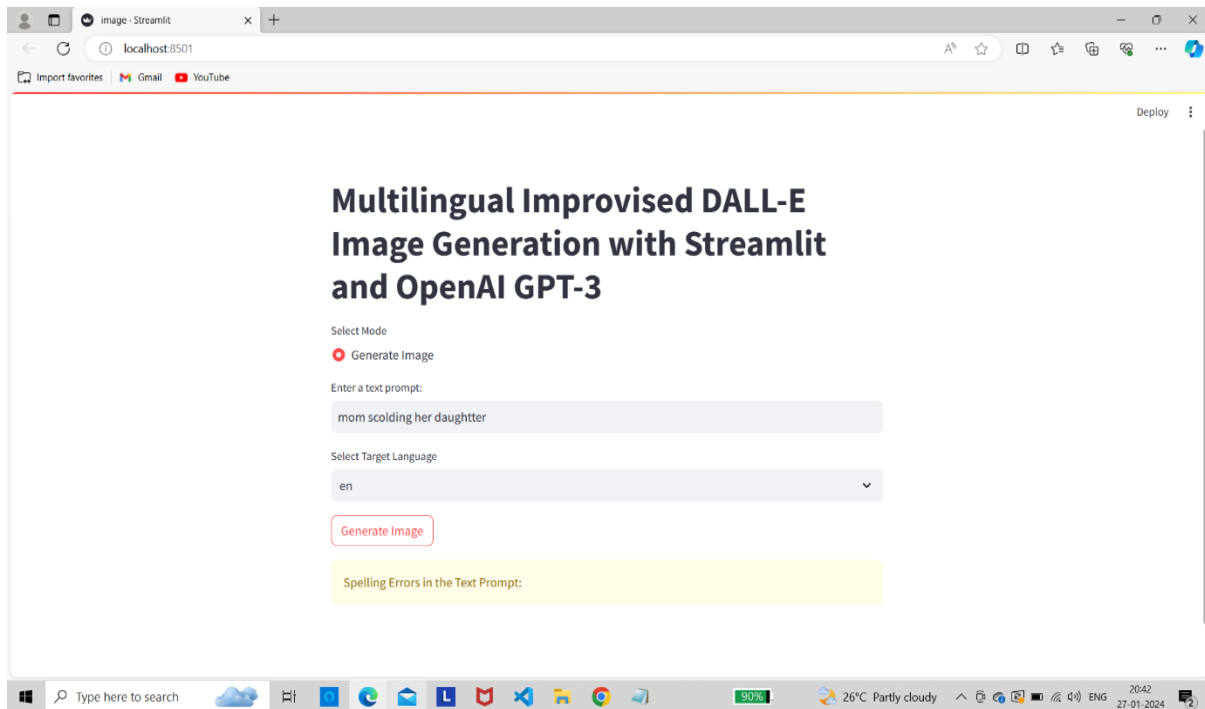 image · Streamlit
localhost:8501
Import favorites
Gmail
YouTube
Deploy
Multilingual Improvised DALL-E
Image Generation with Streamlit
and OpenAI GPT-3
Select Mode
Generate Image
Enter a text prompt:
mom scolding her daughtter
Select Target Language
en
Generate Image
Spelling Errors in the Text Prompt:
Type here to search
L
90%
26°C Partly cloudy
ENG
20:42
27-01-2024
2